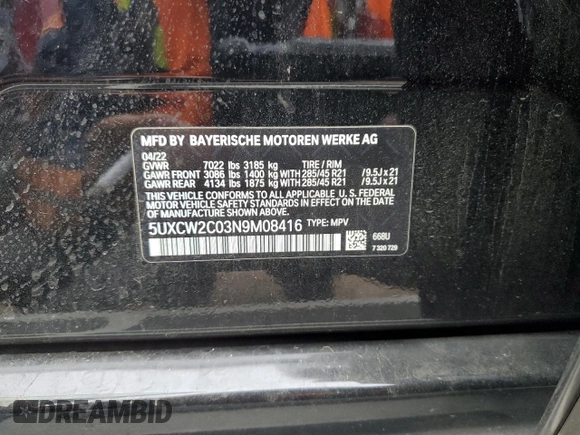 MFD BY BAYERISCHE MOTOREN WERKE AG
04/22
GVWR 7022 lbs 3185 kg TIRE / RIM
GAWR FRONT 3086 lbs 1400 kg WITH 285/45 R21 /9.5J x 21
GAWR REAR 4134 lbs 1875 kg WITH 285/45 R21 /9.5J x 21
THIS VEHICLE CONFORMS TO ALL APPLICABLE U.S. FEDERAL
MOTOR VEHICLE SAFETY STANDARDS IN EFFECT ON THE
DATE OF MANUFACTURE SHOWN ABOVE.
5UXCW2C03N9M08416 TYPE: MPV
668U
7 320 729
DREAMBID